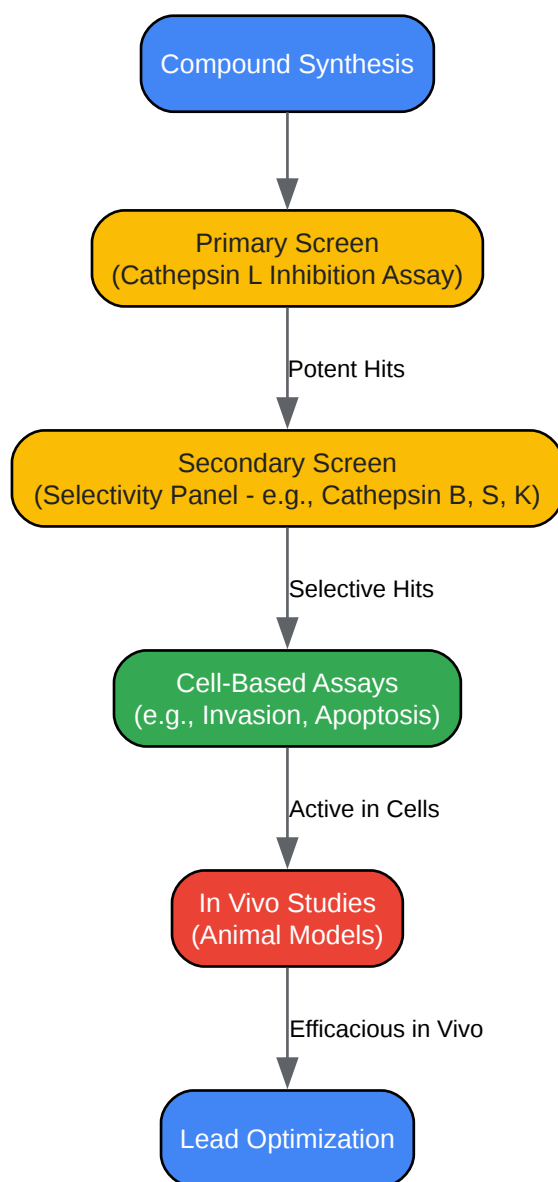 Compound Synthesis
Primary Screen
(Cathepsin L Inhibition Assay)
Potent Hits
Secondary Screen
(Selectivity Panel - e.g., Cathepsin B, S, K)
Selective Hits
Cell-Based Assays
(e.g., Invasion, Apoptosis)
Active in Cells
In Vivo Studies
(Animal Models)
Efficacious in Vivo
Lead Optimization